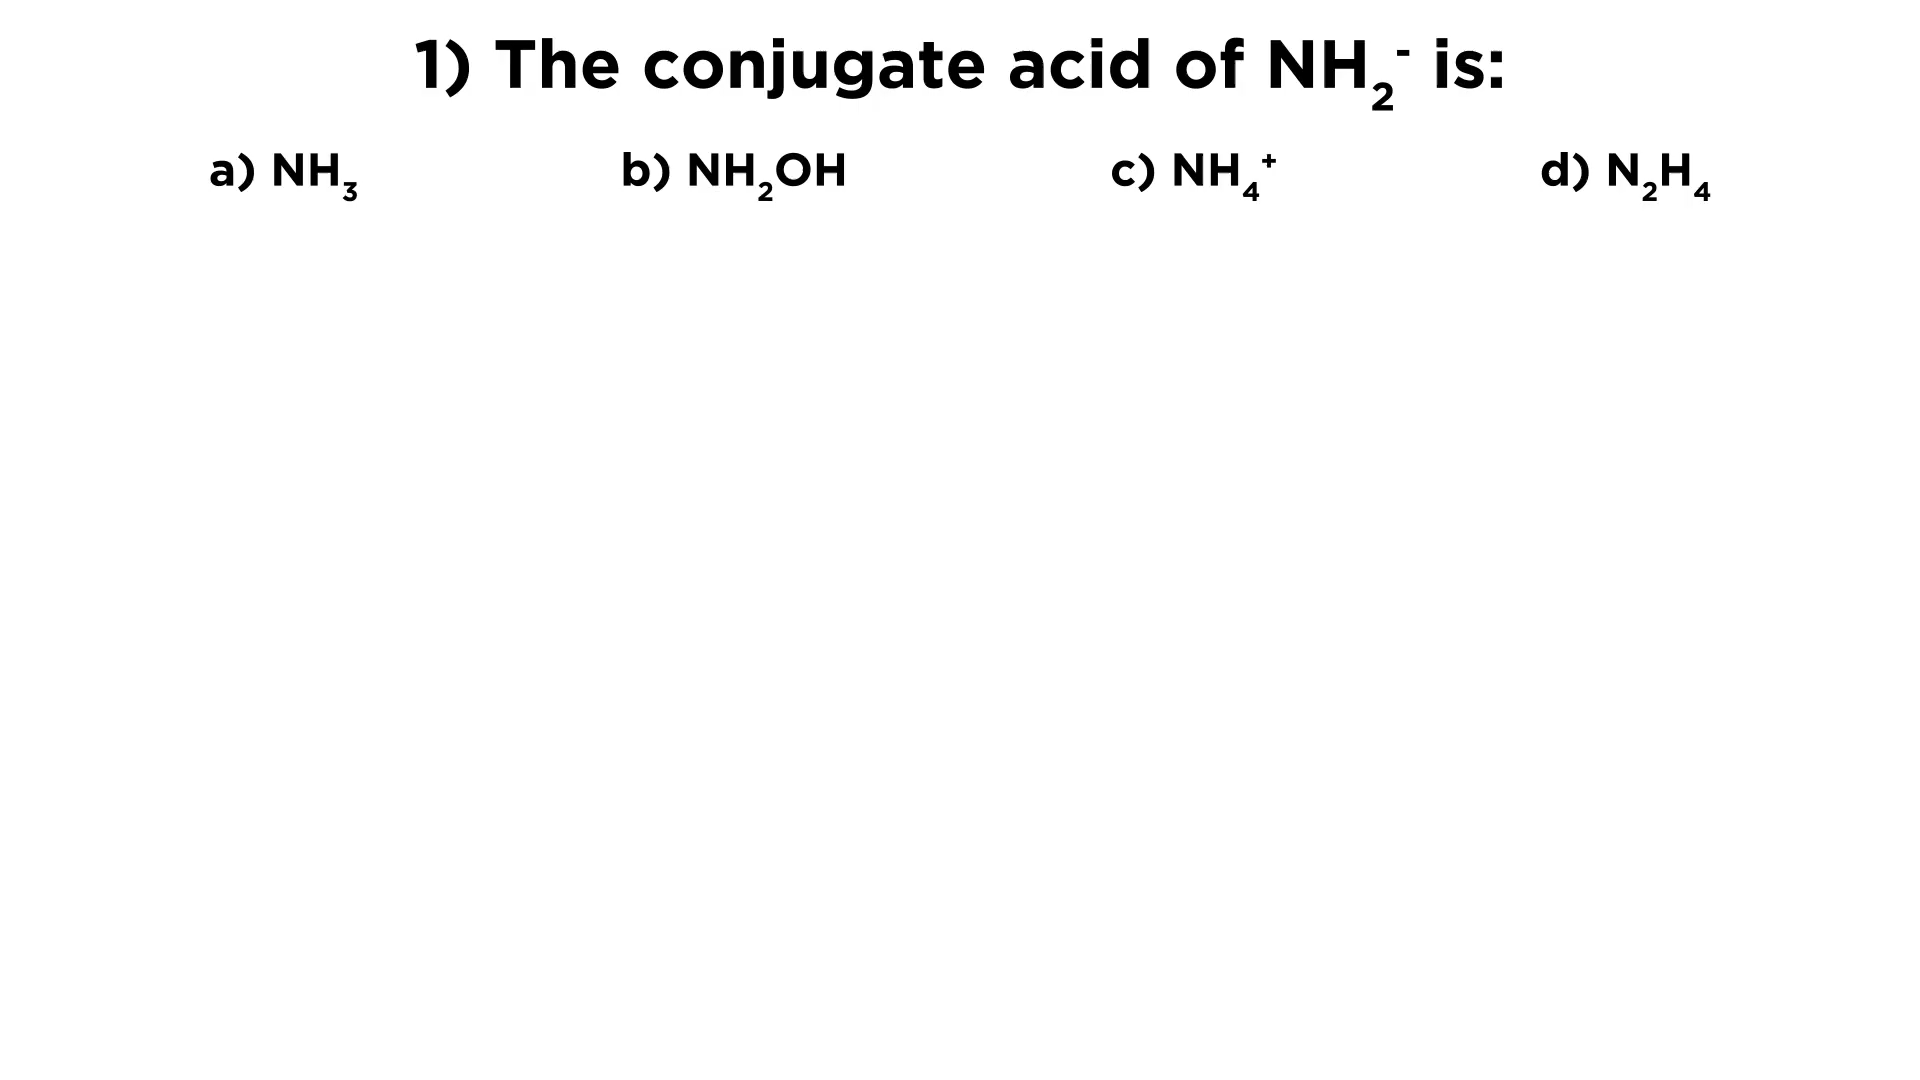 1) The conjugate acid of NH₂⁻ is:
a) NH₃ b) NH₂OH c) NH₄⁺ d) N₂H₄